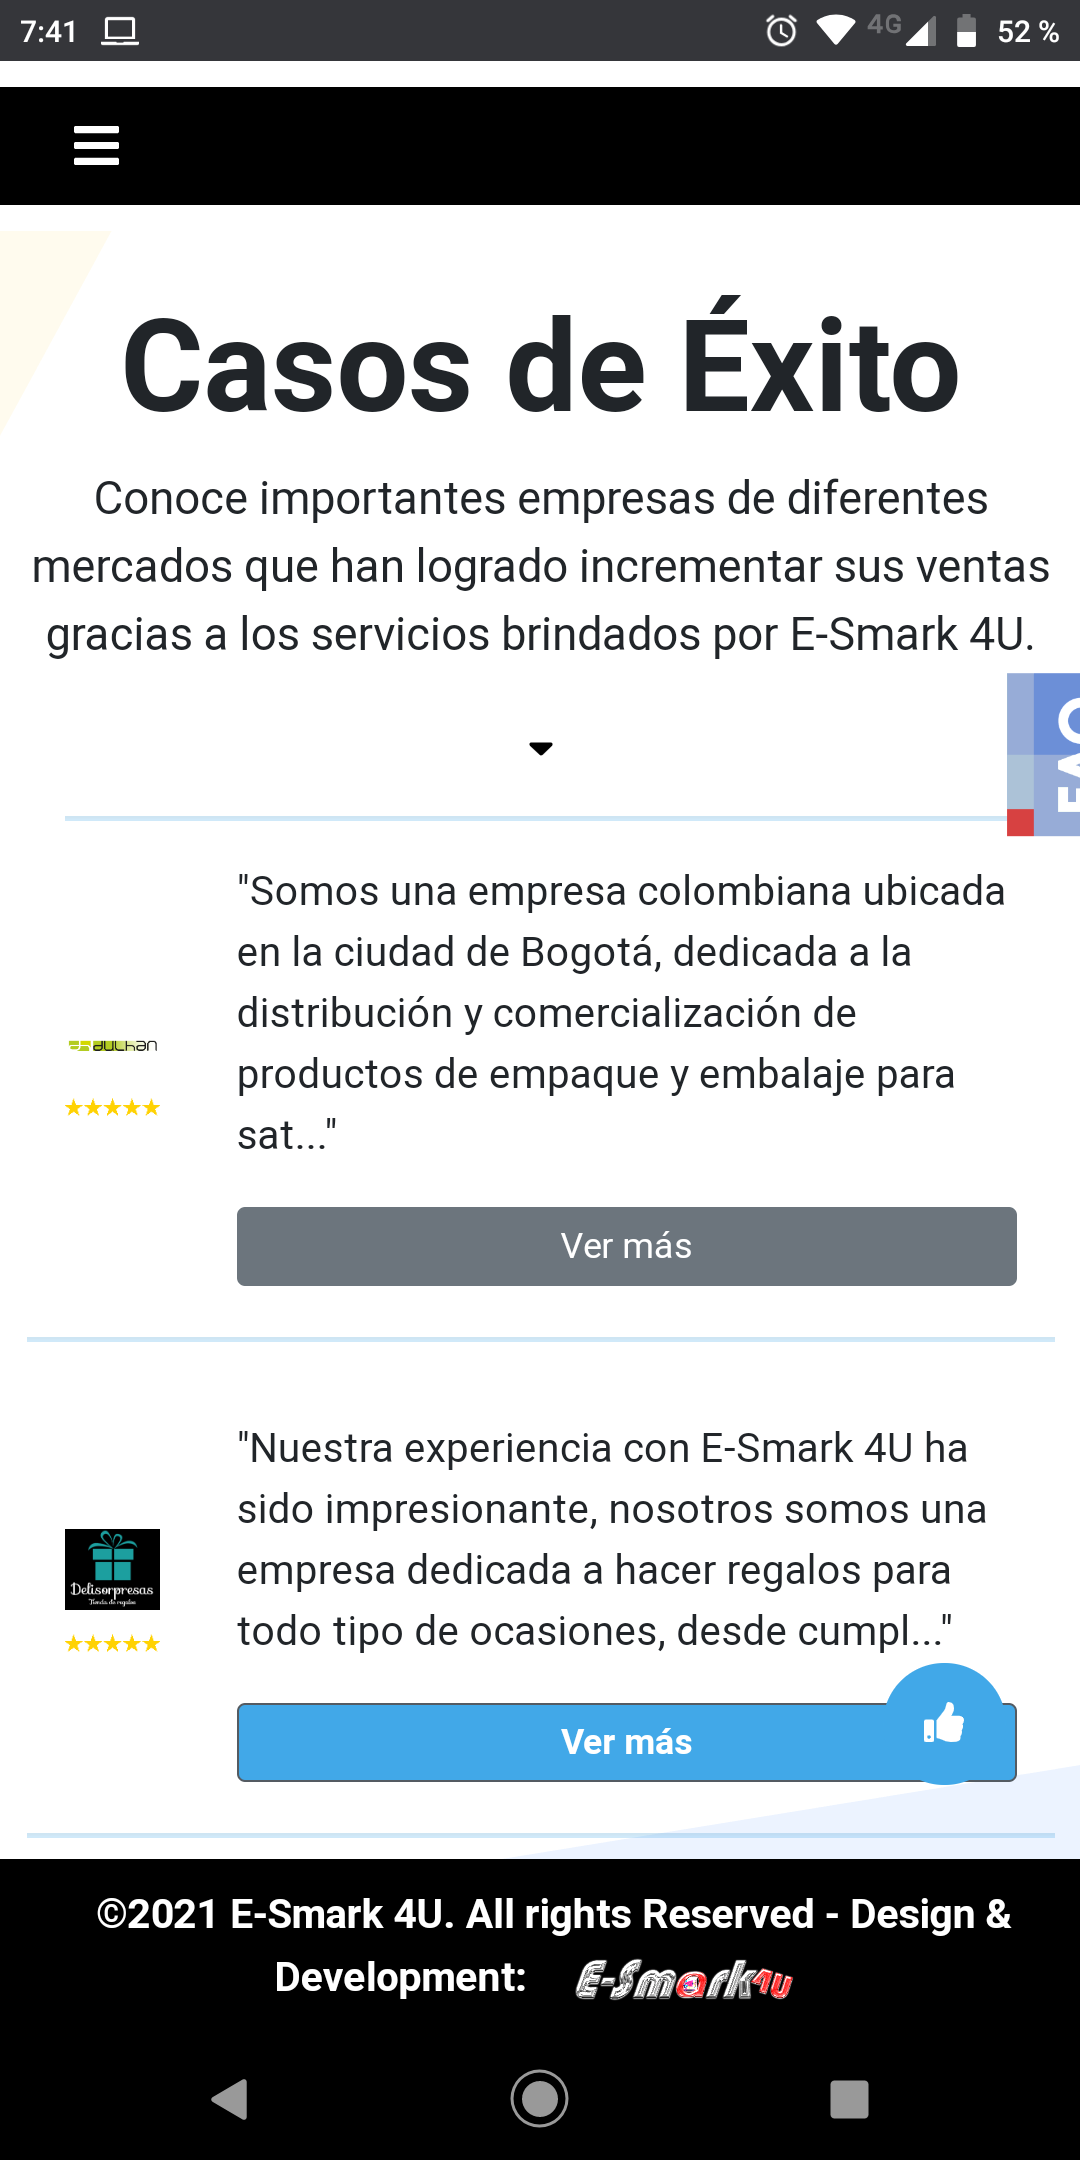 7:41
4G
52 %
Casos de Éxito
Conoce importantes empresas de diferentes
mercados que han logrado incrementar sus ventas
gracias a los servicios brindados por E-Smark 4U.
FAQ
"Somos una empresa colombiana ubicada
en la ciudad de Bogotá, dedicada a la
distribución y comercialización de
productos de empaque y embalaje para
sat..."
Ver más
"Nuestra experiencia con E-Smark 4U ha
sido impresionante, nosotros somos una
empresa dedicada a hacer regalos para
todo tipo de ocasiones, desde cumpl..."
Delisorpresas
Tienda de regalos
Ver más
©2021 E-Smark 4U. All rights Reserved - Design &
Development: E-Smark4U